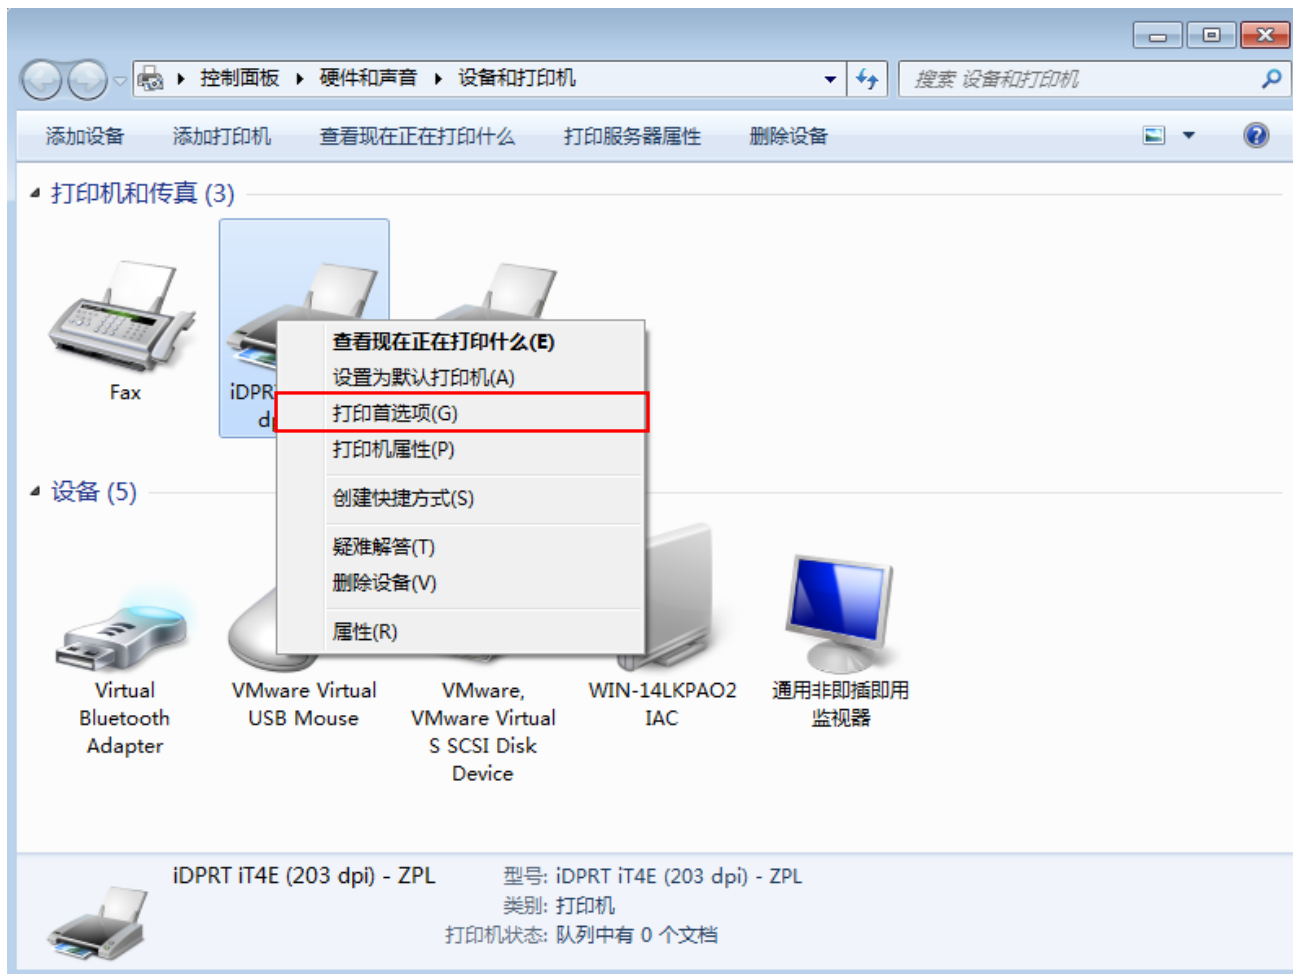 控制面板 硬件和声音 设备和打印机
搜索 设备和打印机
添加设备 添加打印机 查看现在正在打印什么 打印服务器属性 删除设备
打印机和传真 (3)
Fax
iDPR
查看现在正在打印什么(E)
设置为默认打印机(A)
打印首选项(G)
打印机属性(P)
创建快捷方式(S)
疑难解答(T)
删除设备(V)
属性(R)
设备 (5)
Virtual
Bluetooth
Adapter
VMware Virtual
USB Mouse
VMware,
VMware Virtual
S SCSI Disk
Device
WIN-14LKPAO2
IAC
通用非即插即用
监视器
iDPRT iT4E (203 dpi) - ZPL
型号: iDPRT iT4E (203 dpi) - ZPL
类别: 打印机
打印机状态: 队列中有 0 个文档